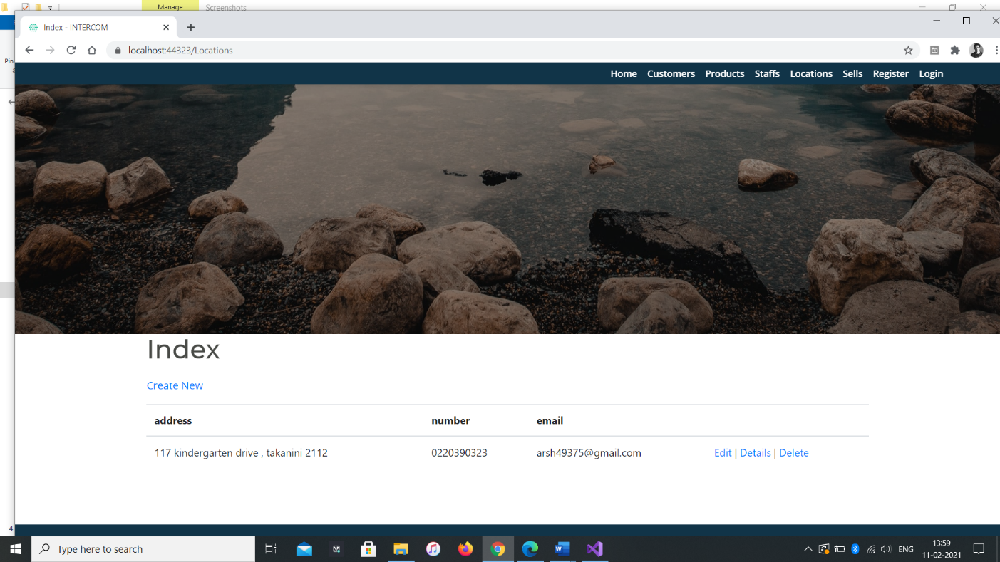 Manage
Screenshots
Index - INTERCOM
Pin
localhost:44323/Locations
Home Customers Products Staffs Locations Sells Register Login
Index
Create New
address number email
117 kindergarten drive , takanini 2112 0220390323 arsh49375@gmail.com Edit | Details | Delete
4
Type here to search
ENG
13:59
11-02-2021